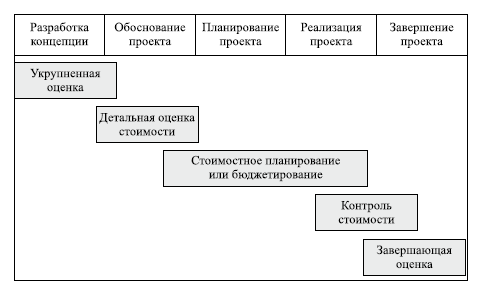 Разработка
концепции
Обоснование
проекта
Планирование
проекта
Реализация
проекта
Завершение
проекта
Укрупненная
оценка
Детальная оценка
стоимости
Стоимостное планирование
или бюджетирование
Контроль
стоимости
Завершающая
оценка